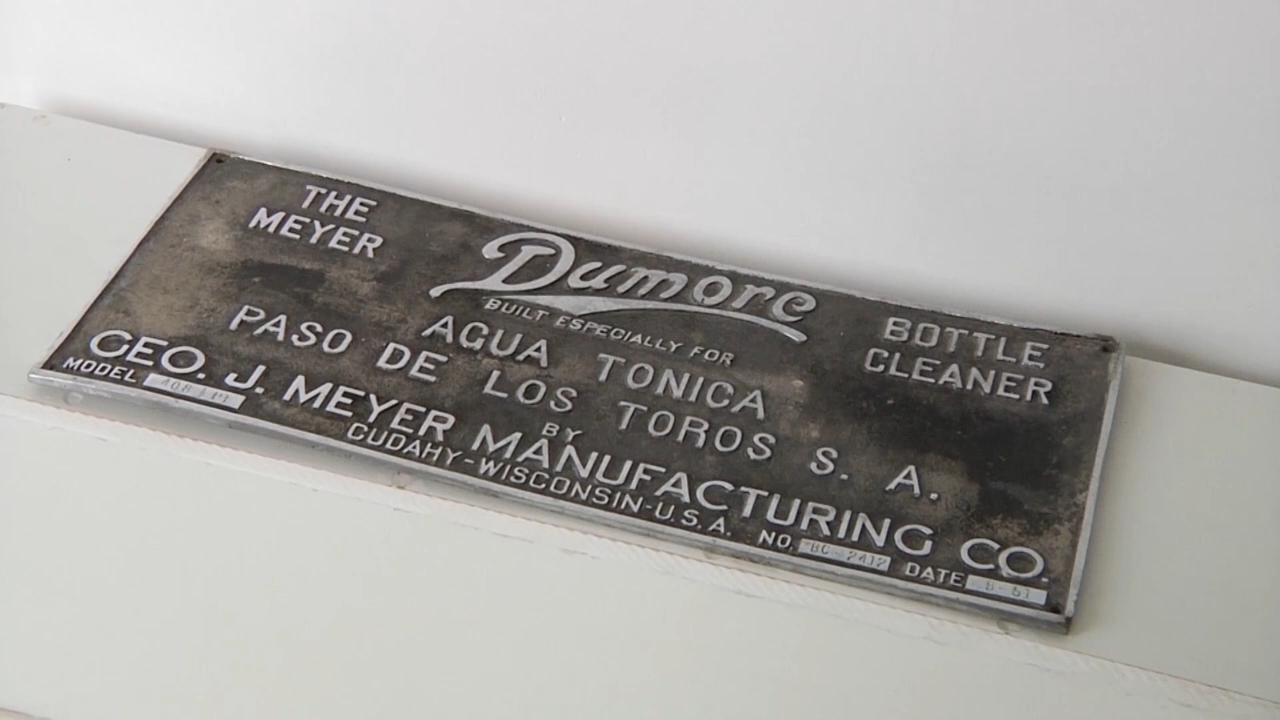 THE MEYER Dumore BOTTLE CLEANER
BUILT ESPECIALLY FOR
AGUA TONICA
PASO DE LOS TOROS S. A.
BY
GEO. J. MEYER MANUFACTURING CO.
CUDAHY-WISCONSIN-U.S.A.
MODEL
NO. BC-2412 DATE